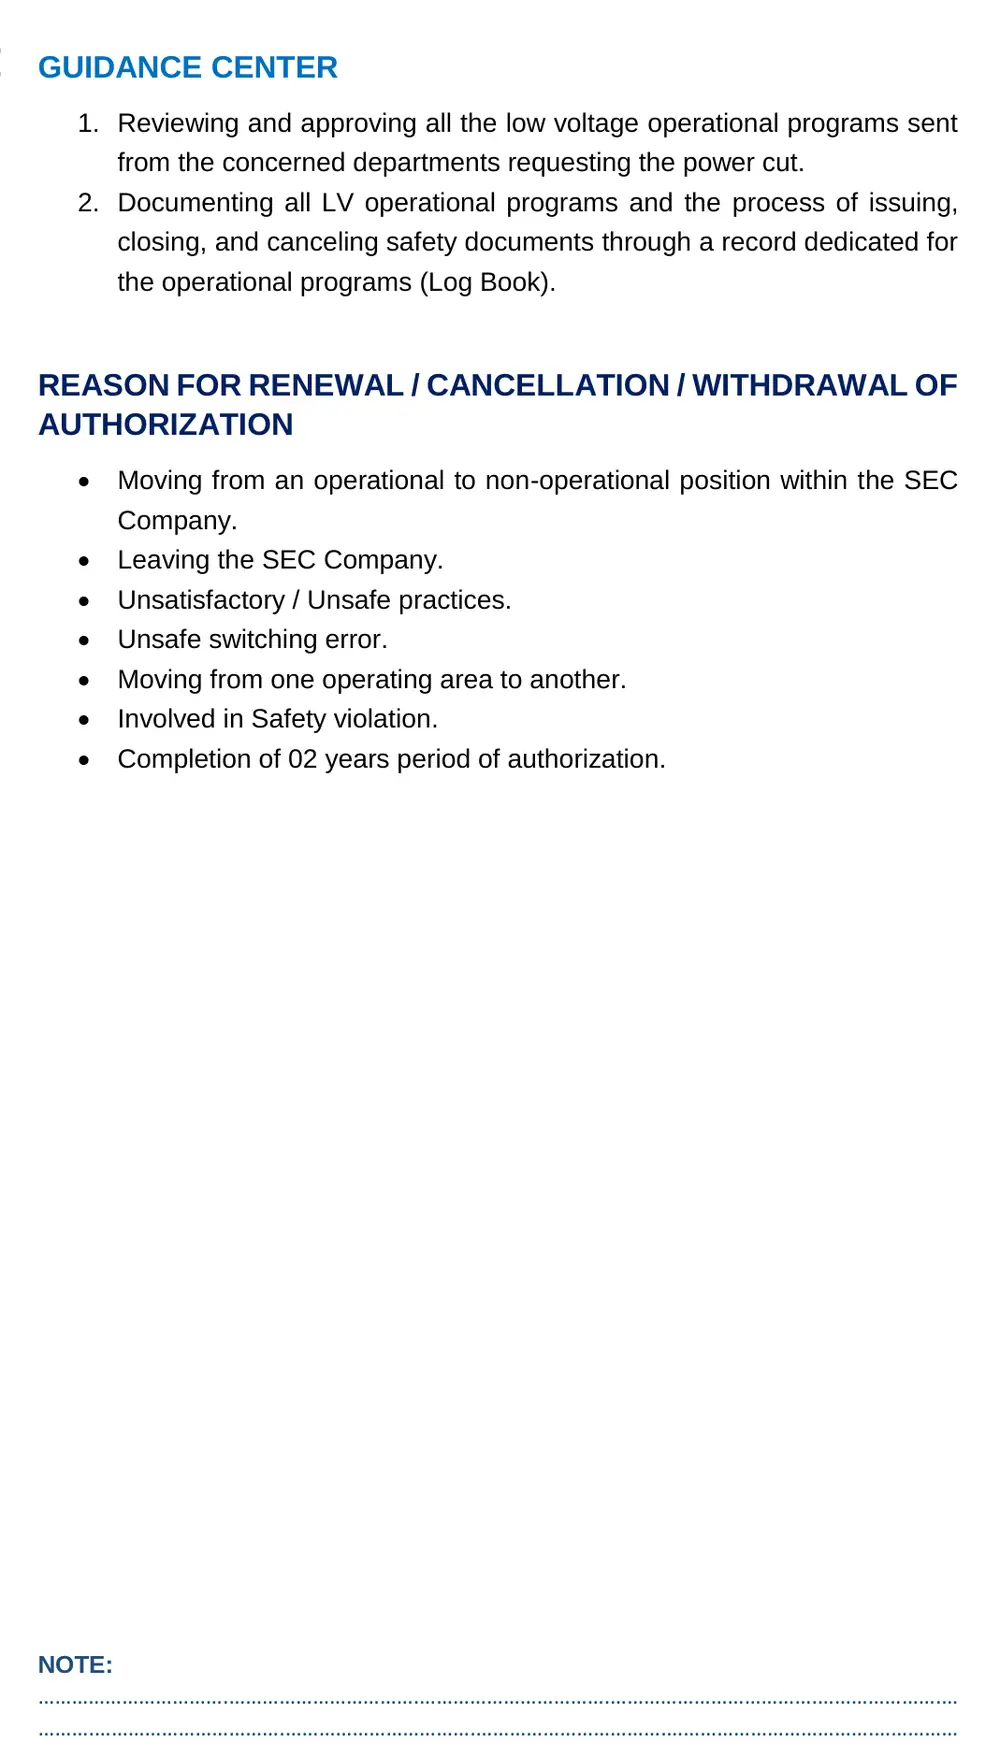 GUIDANCE CENTER
1. Reviewing and approving all the low voltage operational programs sent
from the concerned departments requesting the power cut.
2. Documenting all LV operational programs and the process of issuing,
closing, and canceling safety documents through a record dedicated for
the operational programs (Log Book).
REASON FOR RENEWAL / CANCELLATION / WITHDRAWAL OF
AUTHORIZATION
• Moving from an operational to non-operational position within the SEC
Company.
• Leaving the SEC Company.
• Unsatisfactory / Unsafe practices.
• Unsafe switching error.
• Moving from one operating area to another.
• Involved in Safety violation.
• Completion of 02 years period of authorization.
NOTE: